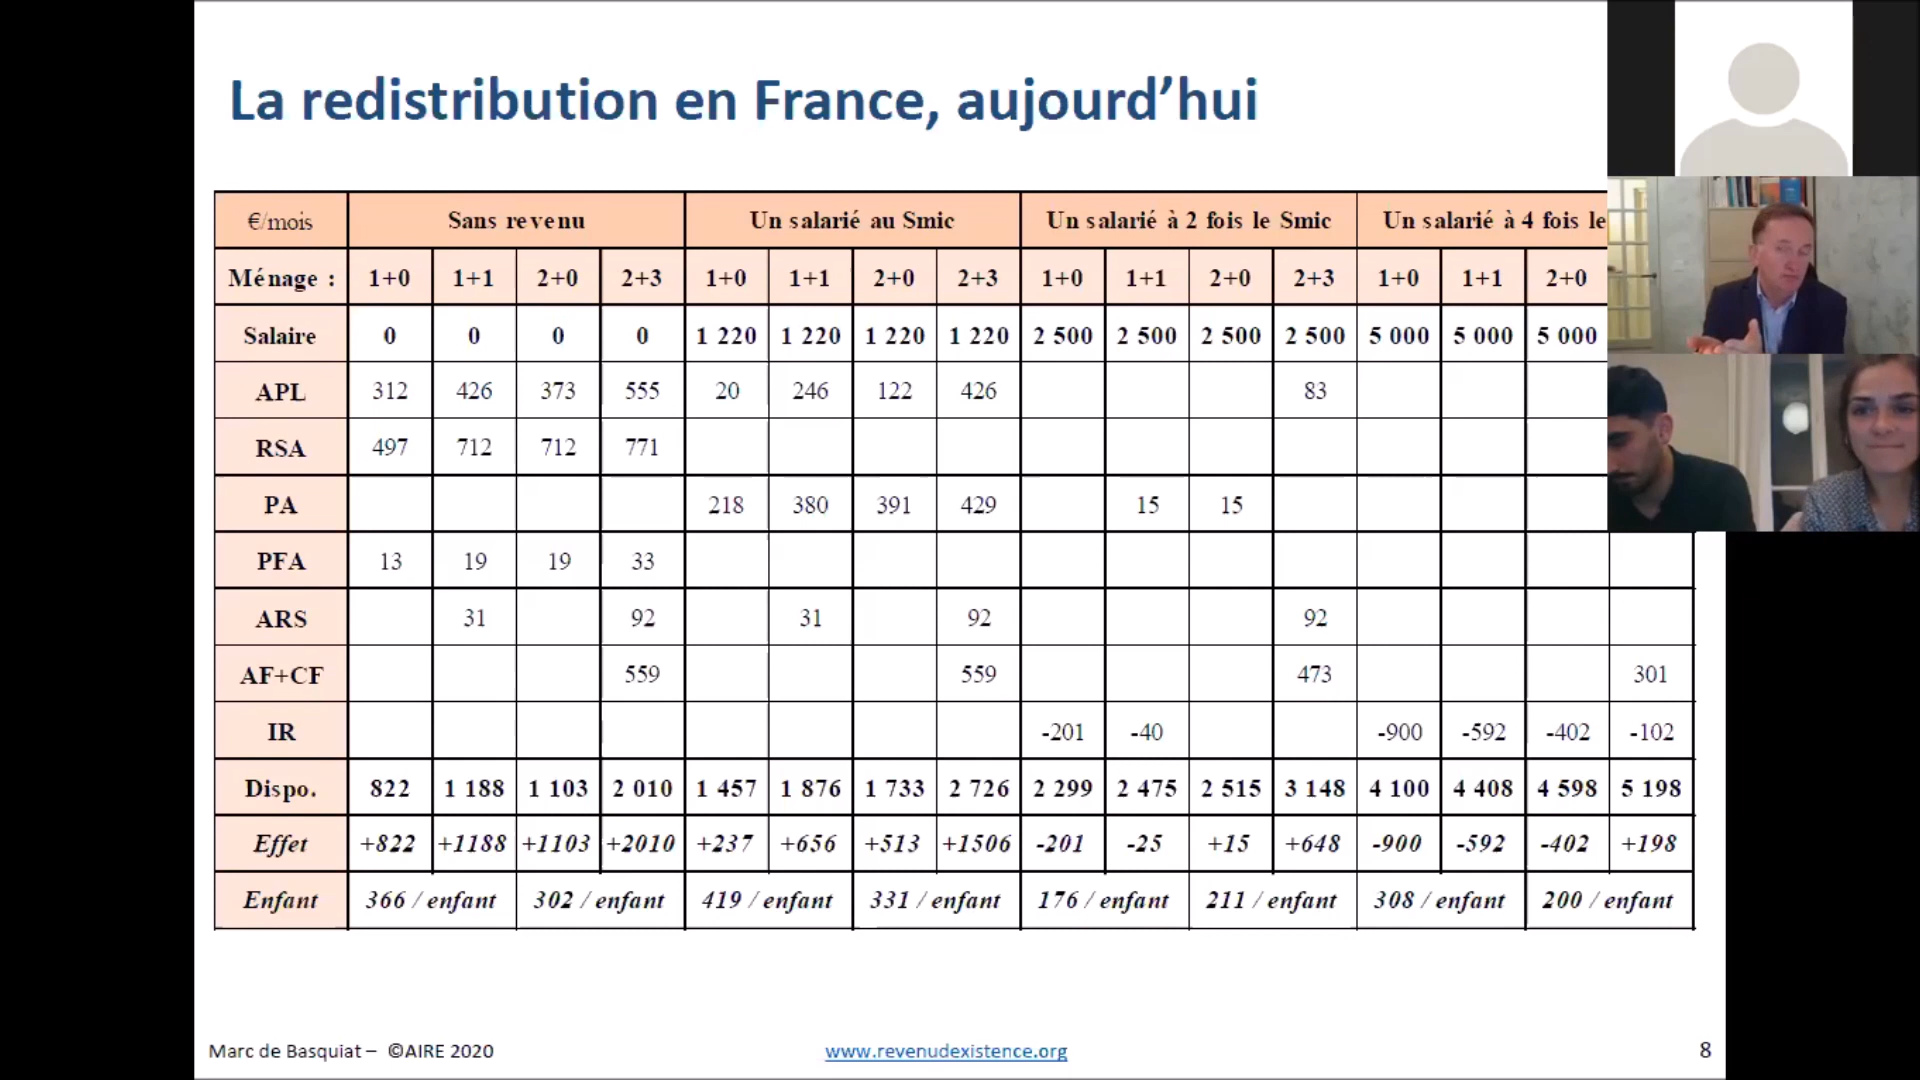 La redistribution en France, aujourd’hui
€/mois Sans revenu Un salarié au Smic Un salarié à 2 fois le Smic Un salarié à 4 fois le
Ménage : 1+0 1+1 2+0 2+3 1+0 1+1 2+0 2+3 1+0 1+1 2+0 2+3 1+0 1+1 2+0
Salaire 0 0 0 0 1 220 1 220 1 220 1 220 2 500 2 500 2 500 2 500 5 000 5 000 5 000
APL 312 426 373 555 20 246 122 426 83
RSA 497 712 712 771
PA 218 380 391 429 15 15
PFA 13 19 19 33
ARS 31 92 31 92 92
AF+CF 559 559 473 301
IR -201 -40 -900 -592 -402 -102
Dispo. 822 1 188 1 103 2 010 1 457 1 876 1 733 2 726 2 299 2 475 2 515 3 148 4 100 4 408 4 598 5 198
Effet +822 +1188 +1103 +2010 +237 +656 +513 +1506 -201 -25 +15 +648 -900 -592 -402 +198
Enfant 366 / enfant 302 / enfant 419 / enfant 331 / enfant 176 / enfant 211 / enfant 308 / enfant 200 / enfant
Marc de Basquiat – ©AIRE 2020 www.revenudexistence.org 8